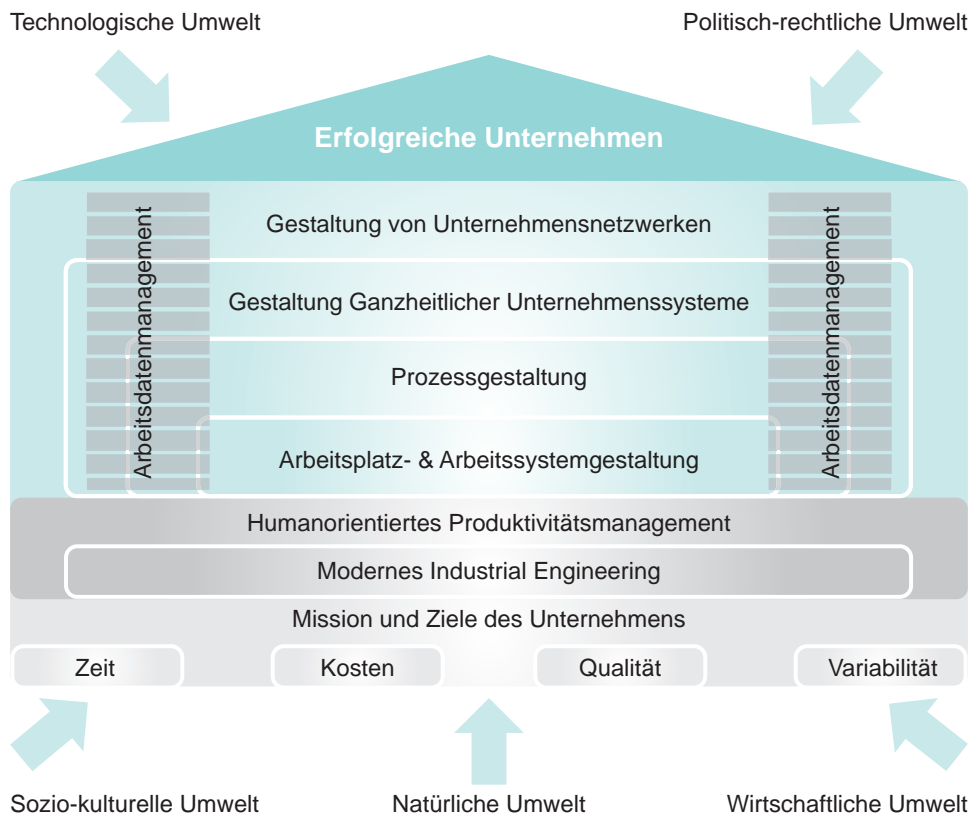 Technologische Umwelt
Politisch-rechtliche Umwelt
Erfolgreiche Unternehmen
Arbeitsdatenmanagement
Gestaltung von Unternehmensnetzwerken
Gestaltung Ganzheitlicher Unternehmenssysteme
Prozessgestaltung
Arbeitsplatz- & Arbeitssystemgestaltung
Arbeitsdatenmanagement
Humanorientiertes Produktivitätsmanagement
Modernes Industrial Engineering
Mission und Ziele des Unternehmens
Zeit
Kosten
Qualität
Variabilität
Sozio-kulturelle Umwelt
Natürliche Umwelt
Wirtschaftliche Umwelt